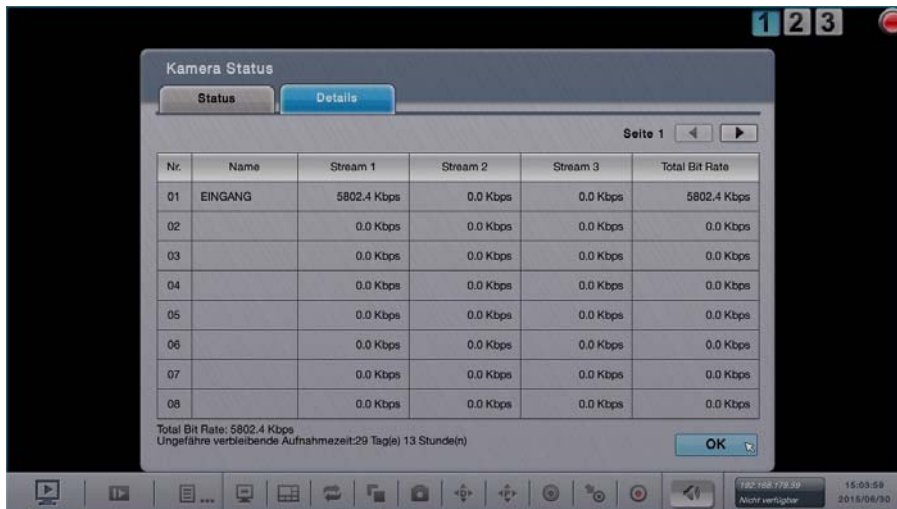 1 2 3
Kamera Status
Status Details
Seite 1
Nr. Name Stream 1 Stream 2 Stream 3 Total Bit Rate
01 EINGANG 5802.4 Kbps 0.0 Kbps 0.0 Kbps 5802.4 Kbps
02 0.0 Kbps 0.0 Kbps 0.0 Kbps 0.0 Kbps
03 0.0 Kbps 0.0 Kbps 0.0 Kbps 0.0 Kbps
04 0.0 Kbps 0.0 Kbps 0.0 Kbps 0.0 Kbps
05 0.0 Kbps 0.0 Kbps 0.0 Kbps 0.0 Kbps
06 0.0 Kbps 0.0 Kbps 0.0 Kbps 0.0 Kbps
07 0.0 Kbps 0.0 Kbps 0.0 Kbps 0.0 Kbps
08 0.0 Kbps 0.0 Kbps 0.0 Kbps 0.0 Kbps
Total Bit Rate: 5802.4 Kbps
Ungefähre verbleibende Aufnahmezeit:29 Tag(e) 13 Stunde(n)
OK
192.168.179.59 15:03:59
Nicht verfügbar 2015/06/30